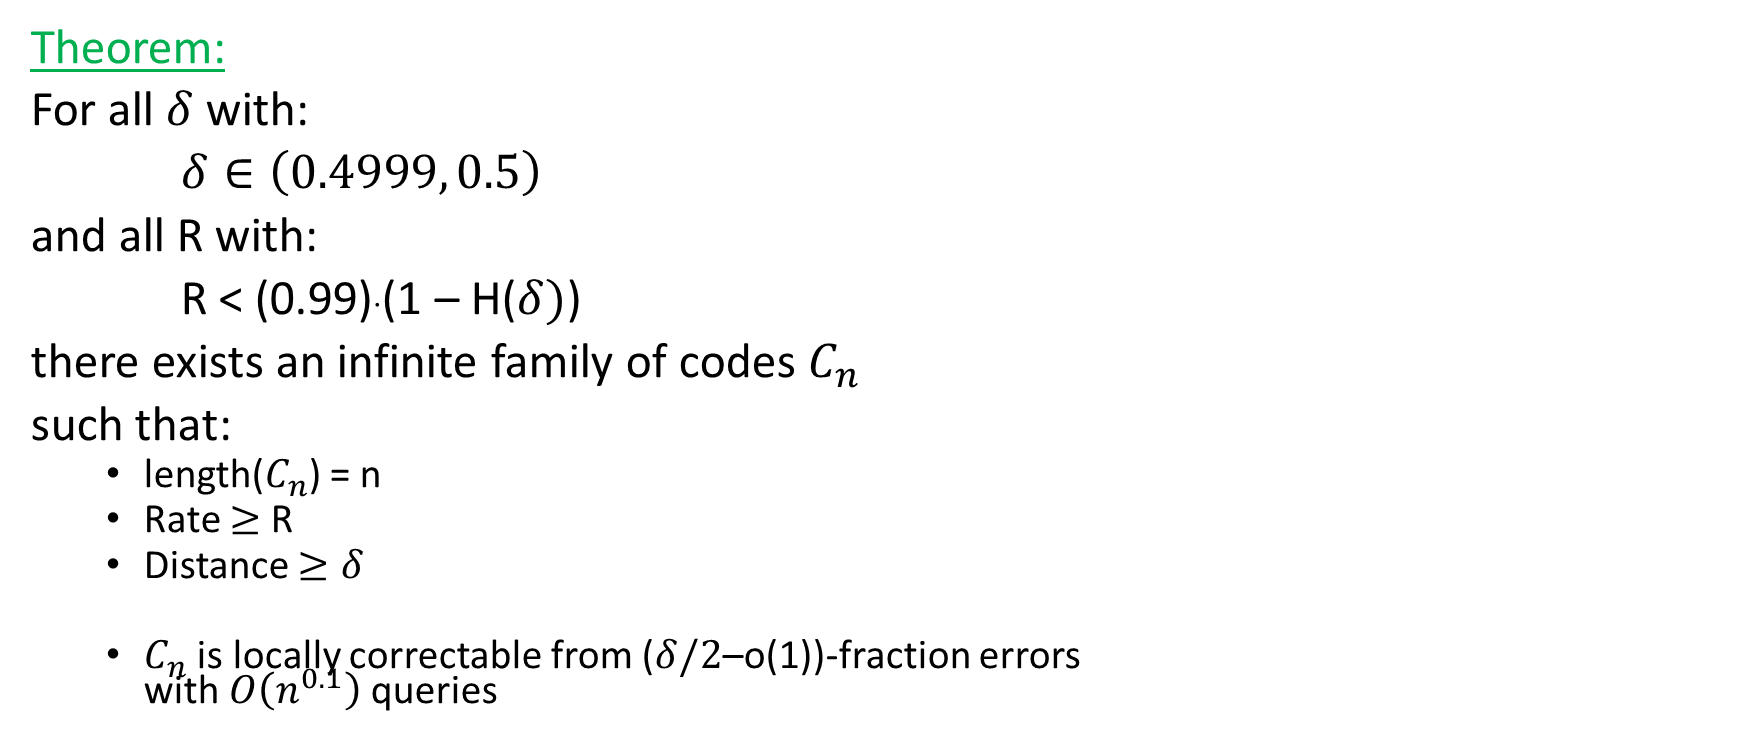 Theorem:
For all δ with:
δ ∈ (0.4999, 0.5)
and all R with:
R < (0.99)·(1 – H(δ))
there exists an infinite family of codes Cₙ
such that:
• length(Cₙ) = n
• Rate ≥ R
• Distance ≥ δ
• Cₙ is locally correctable from (δ/2–o(1))-fraction errors
with O(n^0.1) queries